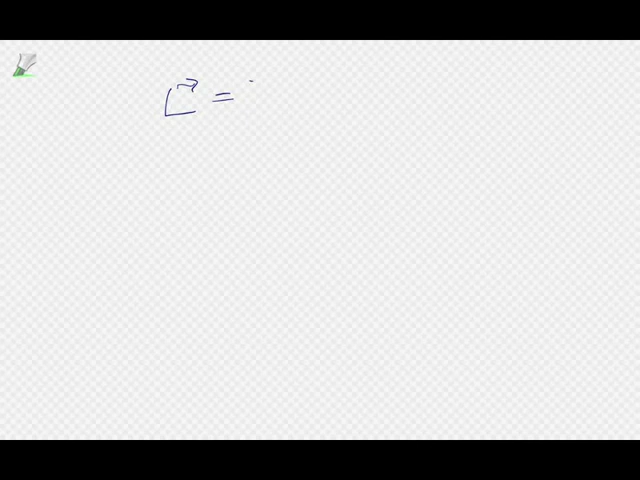 L⃗ =